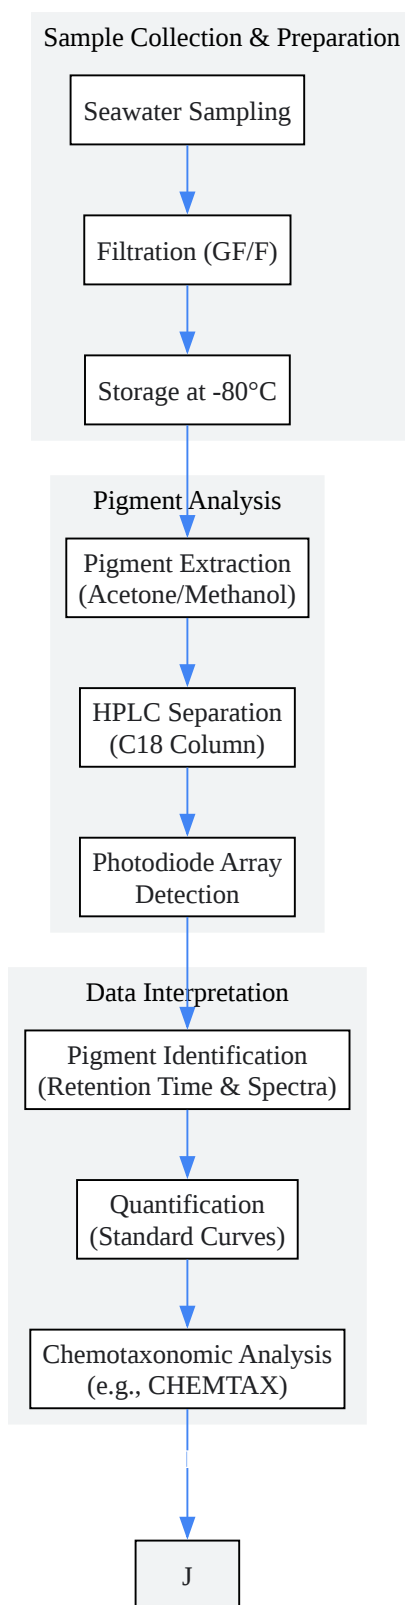 Sample Collection & Preparation
Seawater Sampling
Filtration (GF/F)
Storage at -80°C
Pigment Analysis
Pigment Extraction
(Acetone/Methanol)
HPLC Separation
(C18 Column)
Photodiode Array
Detection
Data Interpretation
Pigment Identification
(Retention Time & Spectra)
Quantification
(Standard Curves)
Chemotaxonomic Analysis
(e.g., CHEMTAX)
J